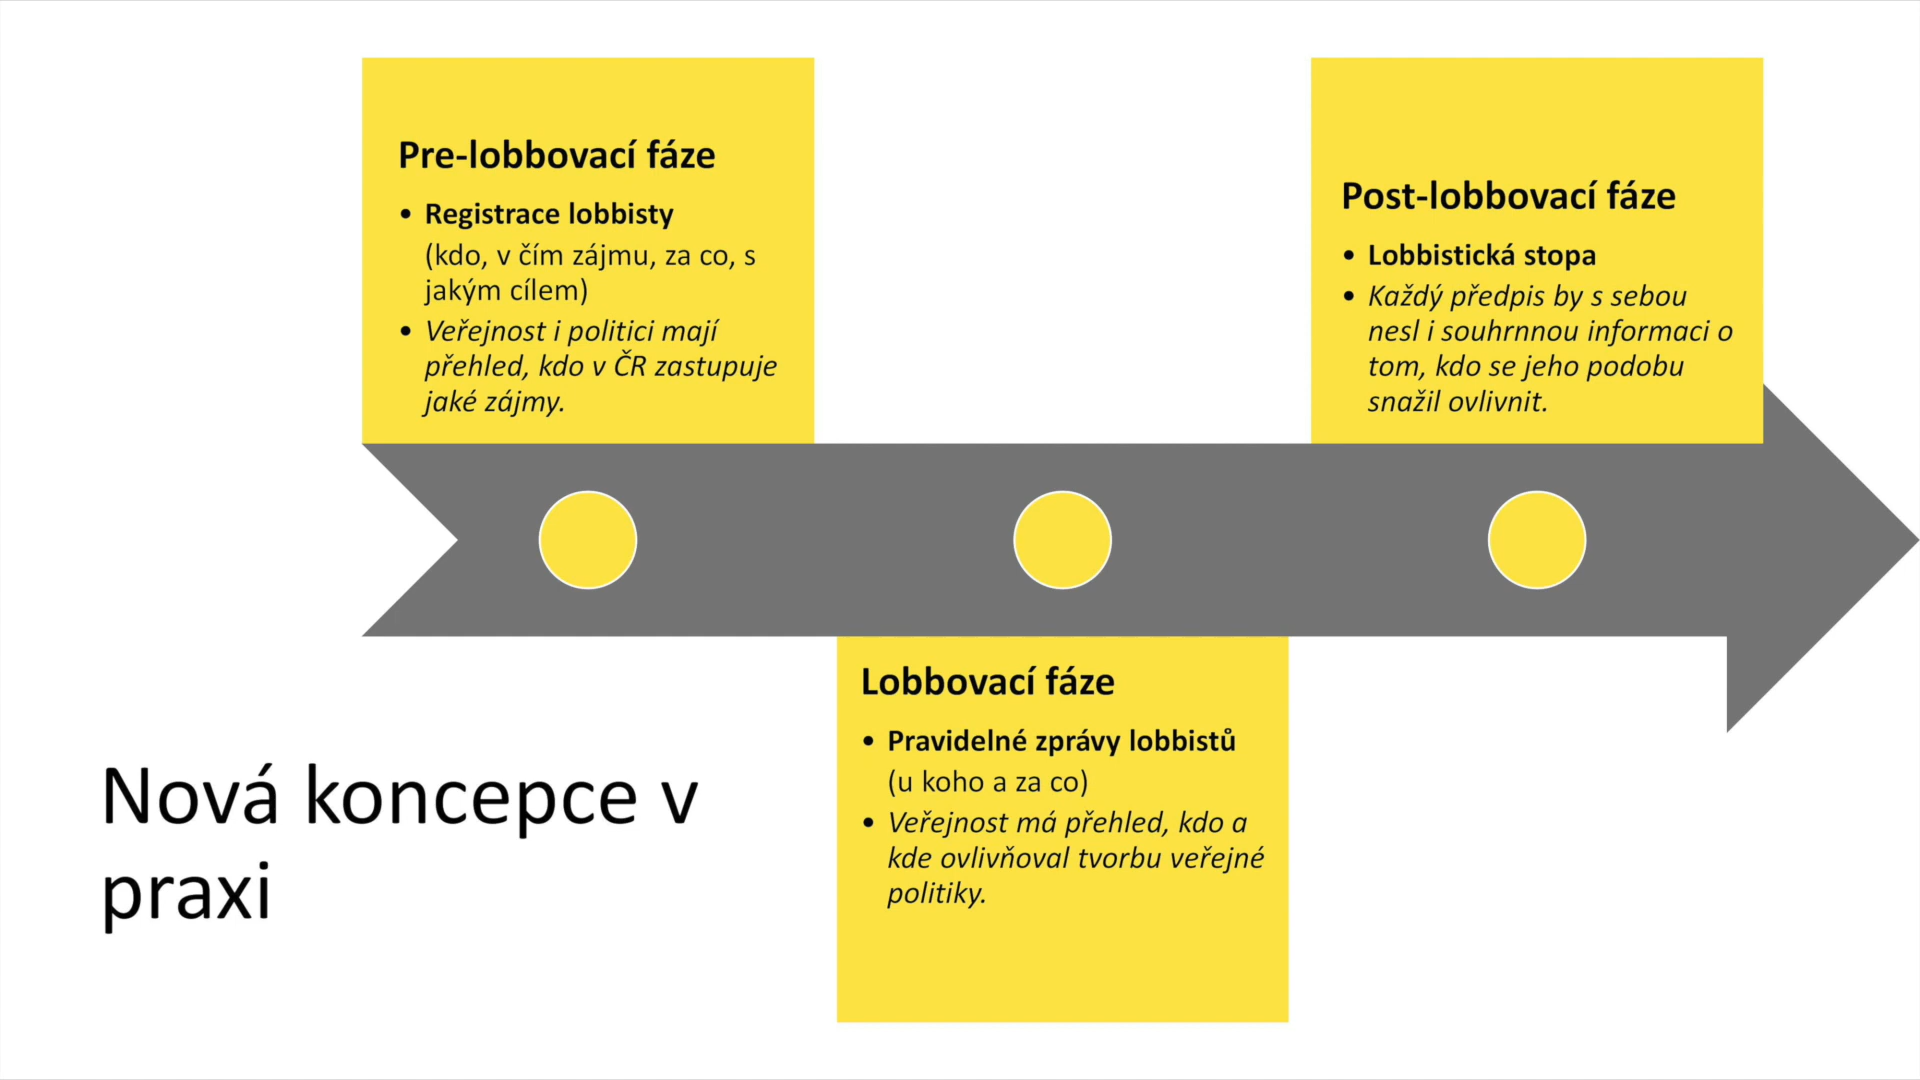 Pre-lobbovací fáze
• Registrace lobbisty
(kdo, v čím zájmu, za co, s
jakým cílem)
• Veřejnost i politici mají
přehled, kdo v ČR zastupuje
jaké zájmy.
Post-lobbovací fáze
• Lobbistická stopa
• Každý předpis by s sebou
nesl i souhrnnou informaci o
tom, kdo se jeho podobu
snažil ovlivnit.
Lobbovací fáze
• Pravidelné zprávy lobbistů
(u koho a za co)
• Veřejnost má přehled, kdo a
kde ovlivňoval tvorbu veřejné
politiky.
Nová koncepce v
praxi